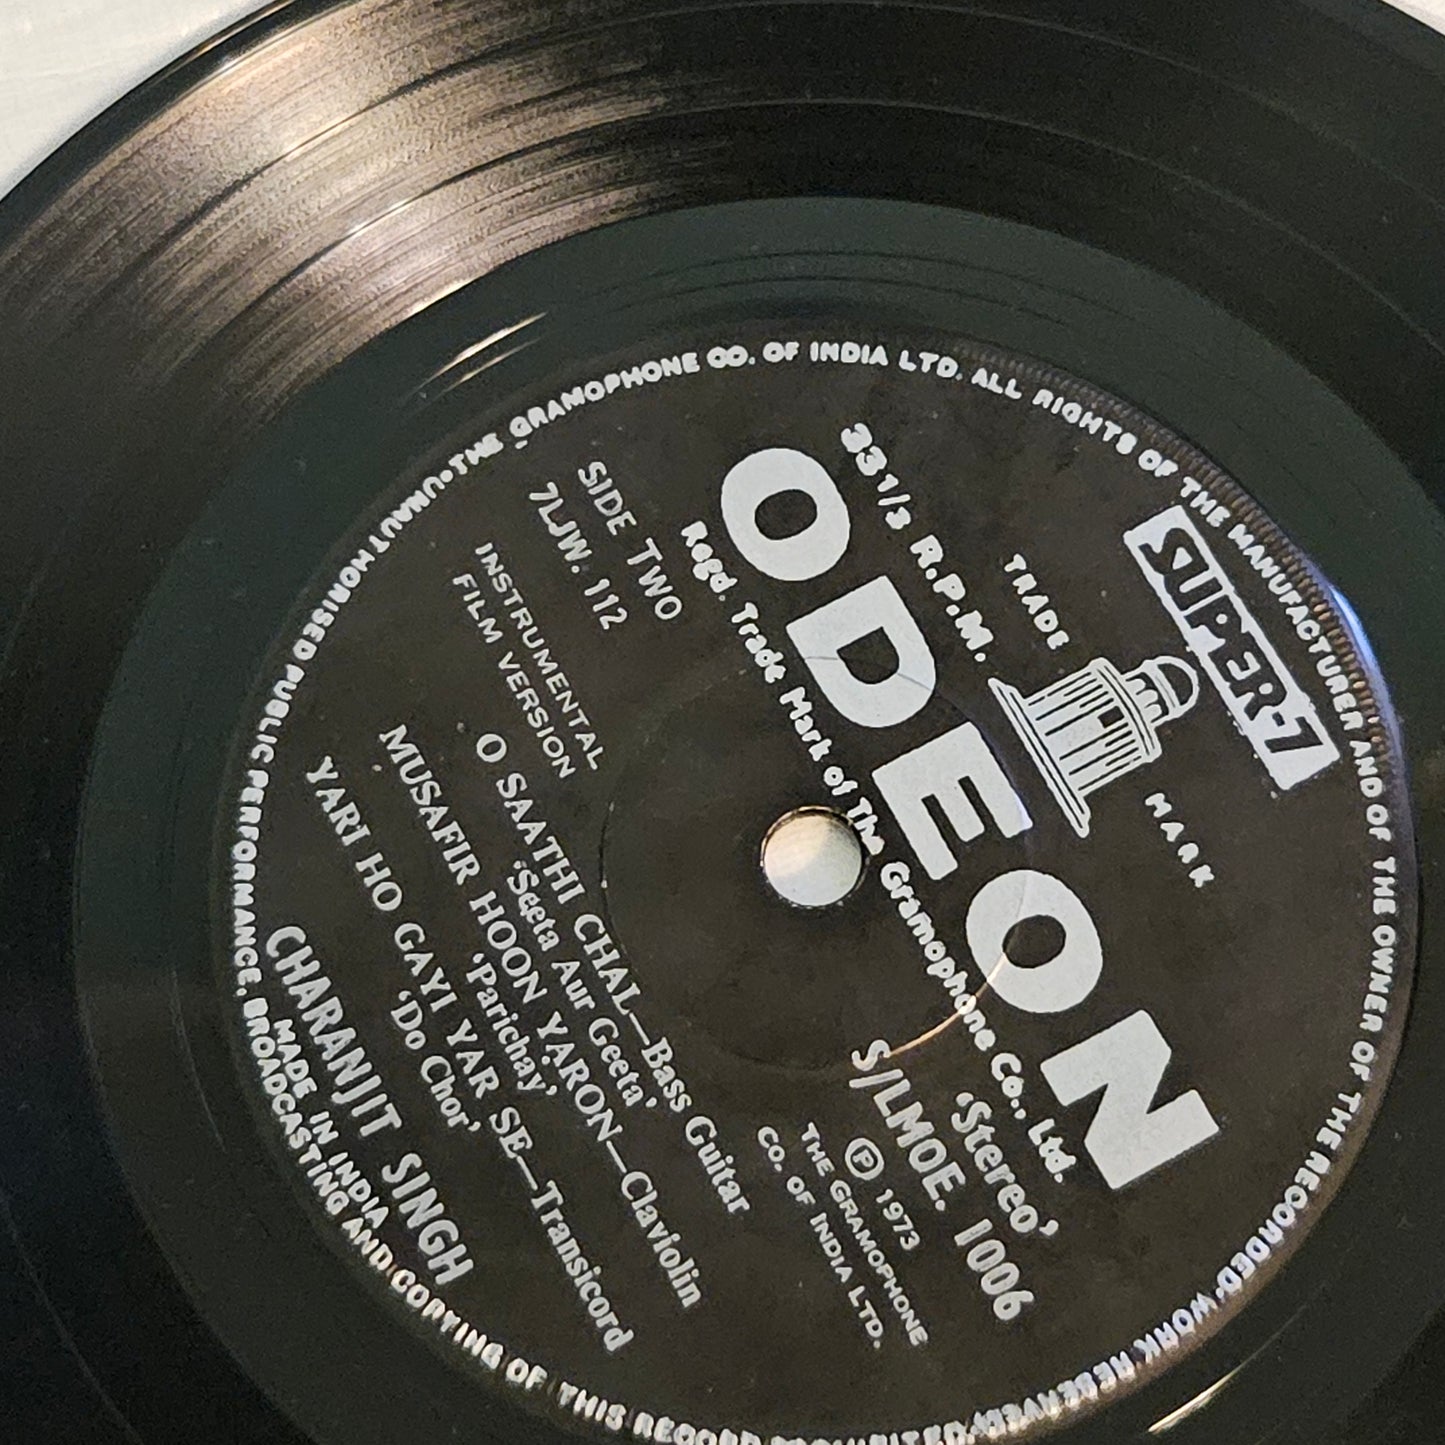 SUPER-7
TRADE MARK
33 1/3 R.P.M.
ODEON
Regd. Trade Mark of The Gramophone Co., Ltd.
SIDE TWO
7LJW. 112
'Stereo'
S/LMOE. 1006
Ⓟ 1973
THE GRAMOPHONE
CO. OF INDIA LTD.
INSTRUMENTAL
FILM VERSION
O SAATHI CHAL—Bass Guitar
'Seeta Aur Geeta'
MUSAFIR HOON YARON—Claviolin
'Parichay'
YARI HO GAYI YAR SE—Transicord
'Do Chor'
CHARANJIT SINGH
MADE IN INDIA
THE GRAMOPHONE CO. OF INDIA LTD. ALL RIGHTS OF THE MANUFACTURER AND OF THE OWNER OF THE RECORDED WORK RESERVED. UNAUTHORISED PUBLIC PERFORMANCE, BROADCASTING AND COPYING OF THIS RECORD PROHIBITED.